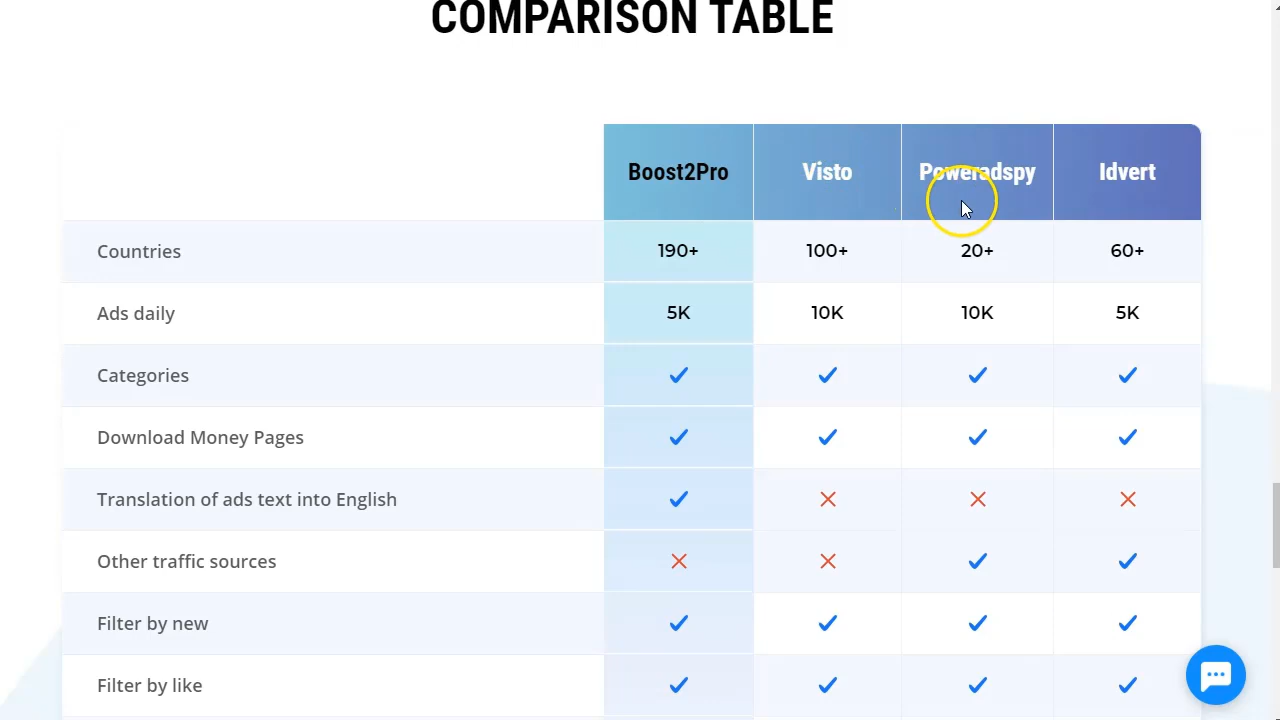 COMPARISON TABLE
Boost2Pro Visto Poweradspy Idvert
Countries 190+ 100+ 20+ 60+
Ads daily 5K 10K 10K 5K
Categories
Download Money Pages
Translation of ads text into English
Other traffic sources
Filter by new
Filter by like